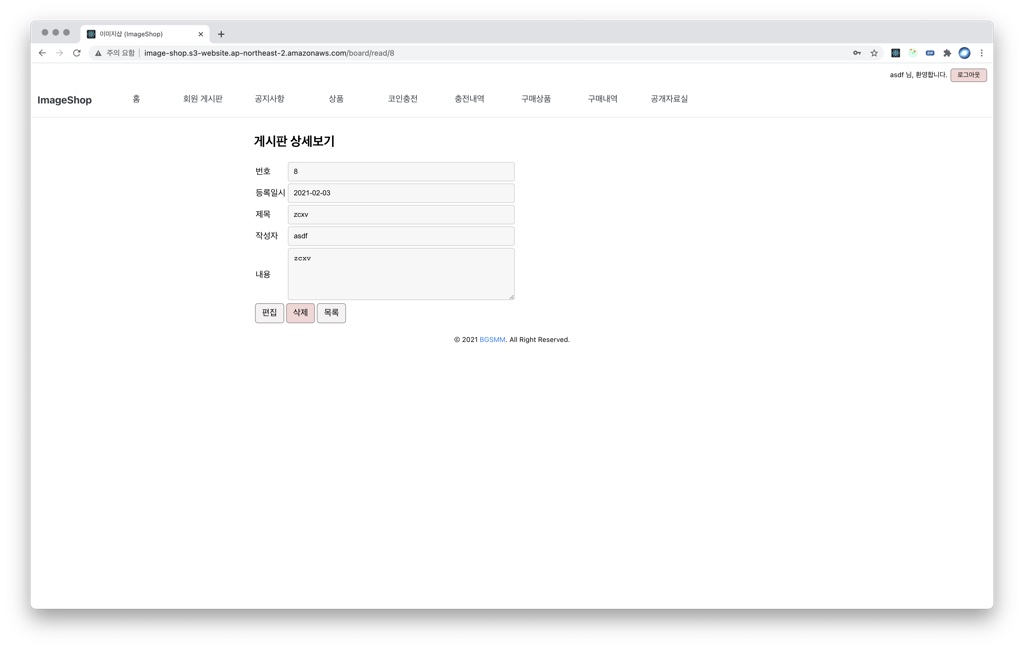 이미지샵 (ImageShop)
주의 요함 image-shop.s3-website.ap-northeast-2.amazonaws.com/board/read/8
asdf 님, 환영합니다. 로그아웃
ImageShop 홈 회원 게시판 공지사항 상품 코인충전 충전내역 구매상품 구매내역 공개자료실
게시판 상세보기
번호 8
등록일시 2021-02-03
제목 zcxv
작성자 asdf
내용 zcxv
편집 삭제 목록
© 2021 BGSMM. All Right Reserved.